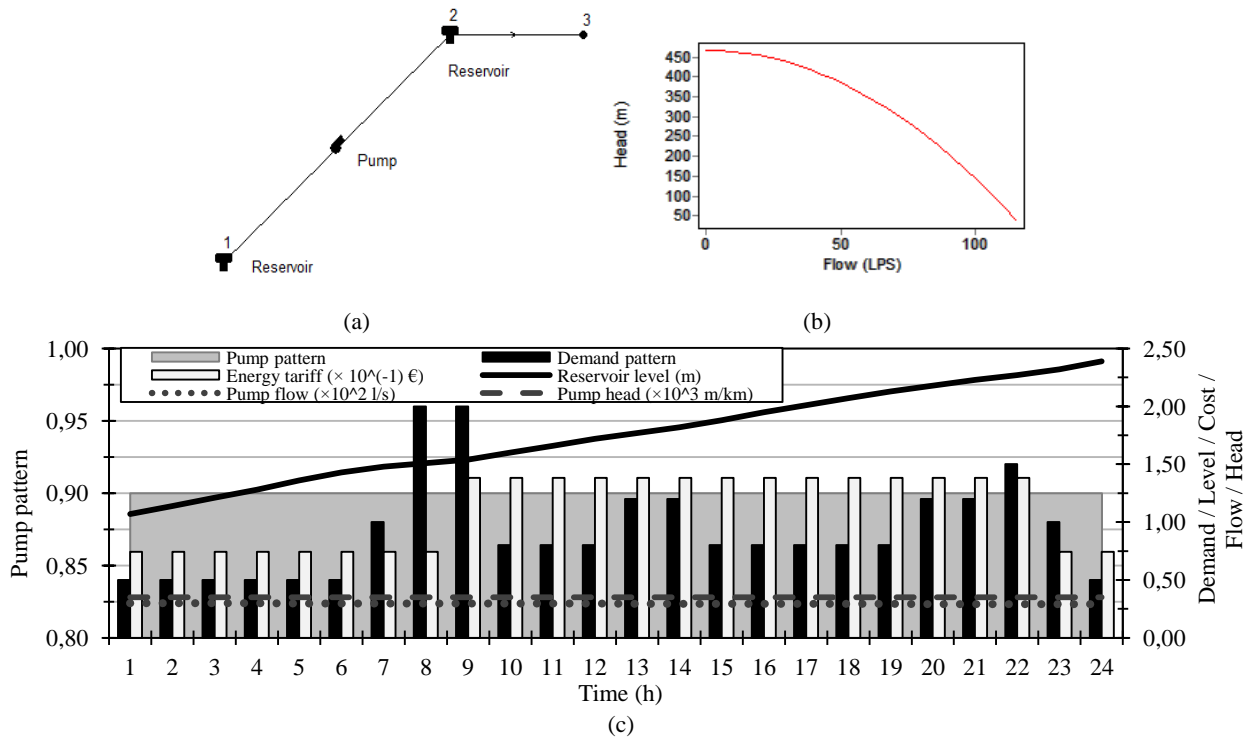 2
3
Reservoir
Pump
1
Reservoir
(a)
Head (m)
450
400
350
300
250
200
150
100
50
0
50
100
Flow (LPS)
(b)
Pump pattern
Demand pattern
Energy tariff (× 10^(-1) €)
Reservoir level (m)
Pump flow (×10^2 l/s)
Pump head (×10^3 m/km)
Pump pattern
1,00
0,95
0,90
0,85
0,80
2,50
2,00
1,50
1,00
0,50
0,00
Demand / Level / Cost /
Flow / Head
1 2 3 4 5 6 7 8 9 10 11 12 13 14 15 16 17 18 19 20 21 22 23 24
Time (h)
(c)